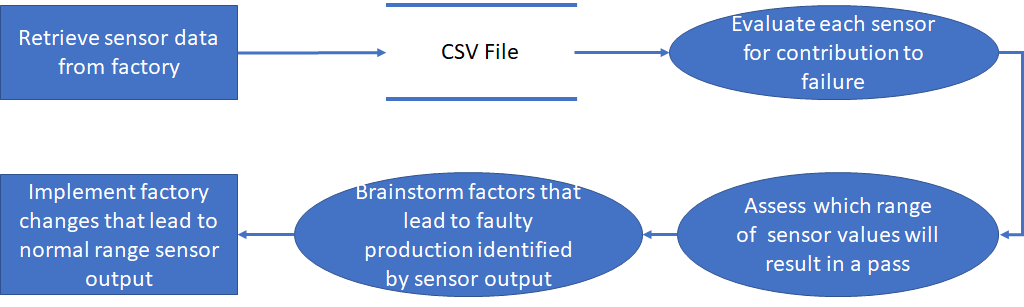 Retrieve sensor data
from factory
CSV File
Evaluate each sensor
for contribution to
failure
Assess which range
of sensor values will
result in a pass
Brainstorm factors that
lead to faulty
production identified
by sensor output
Implement factory
changes that lead to
normal range sensor
output